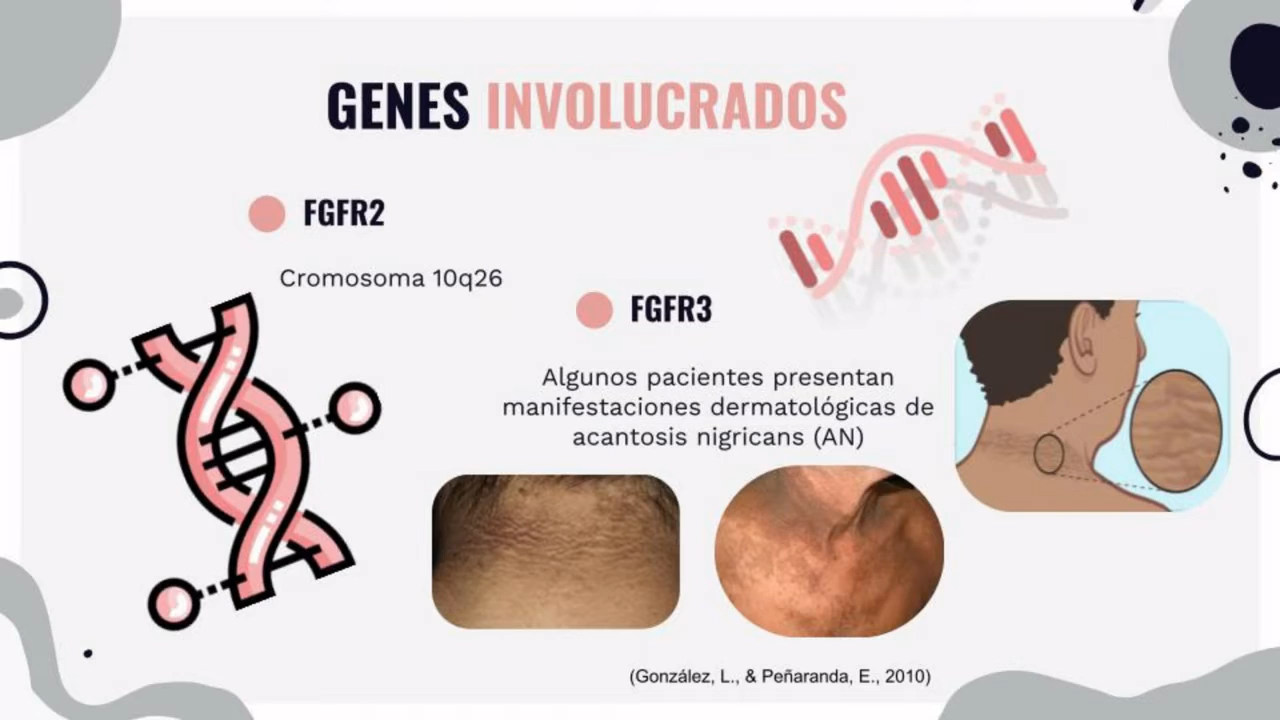 GENES INVOLUCRADOS
FGFR2
Cromosoma 10q26
FGFR3
Algunos pacientes presentan
manifestaciones dermatológicas de
acantosis nigricans (AN)
(González, L., & Peñaranda, E., 2010)